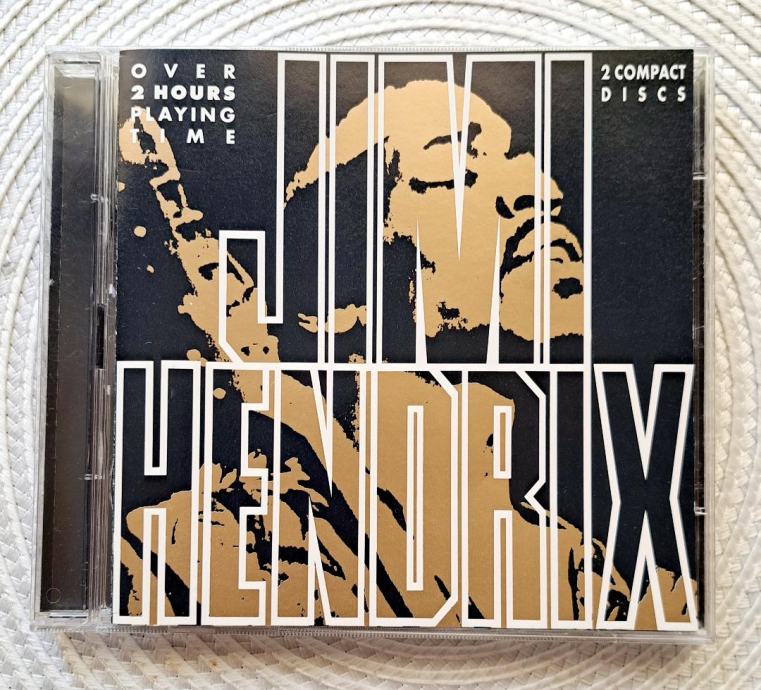 OVER
2 HOURS
PLAYING
TIME
2 COMPACT
DISCS
JIMI
HENDRIX